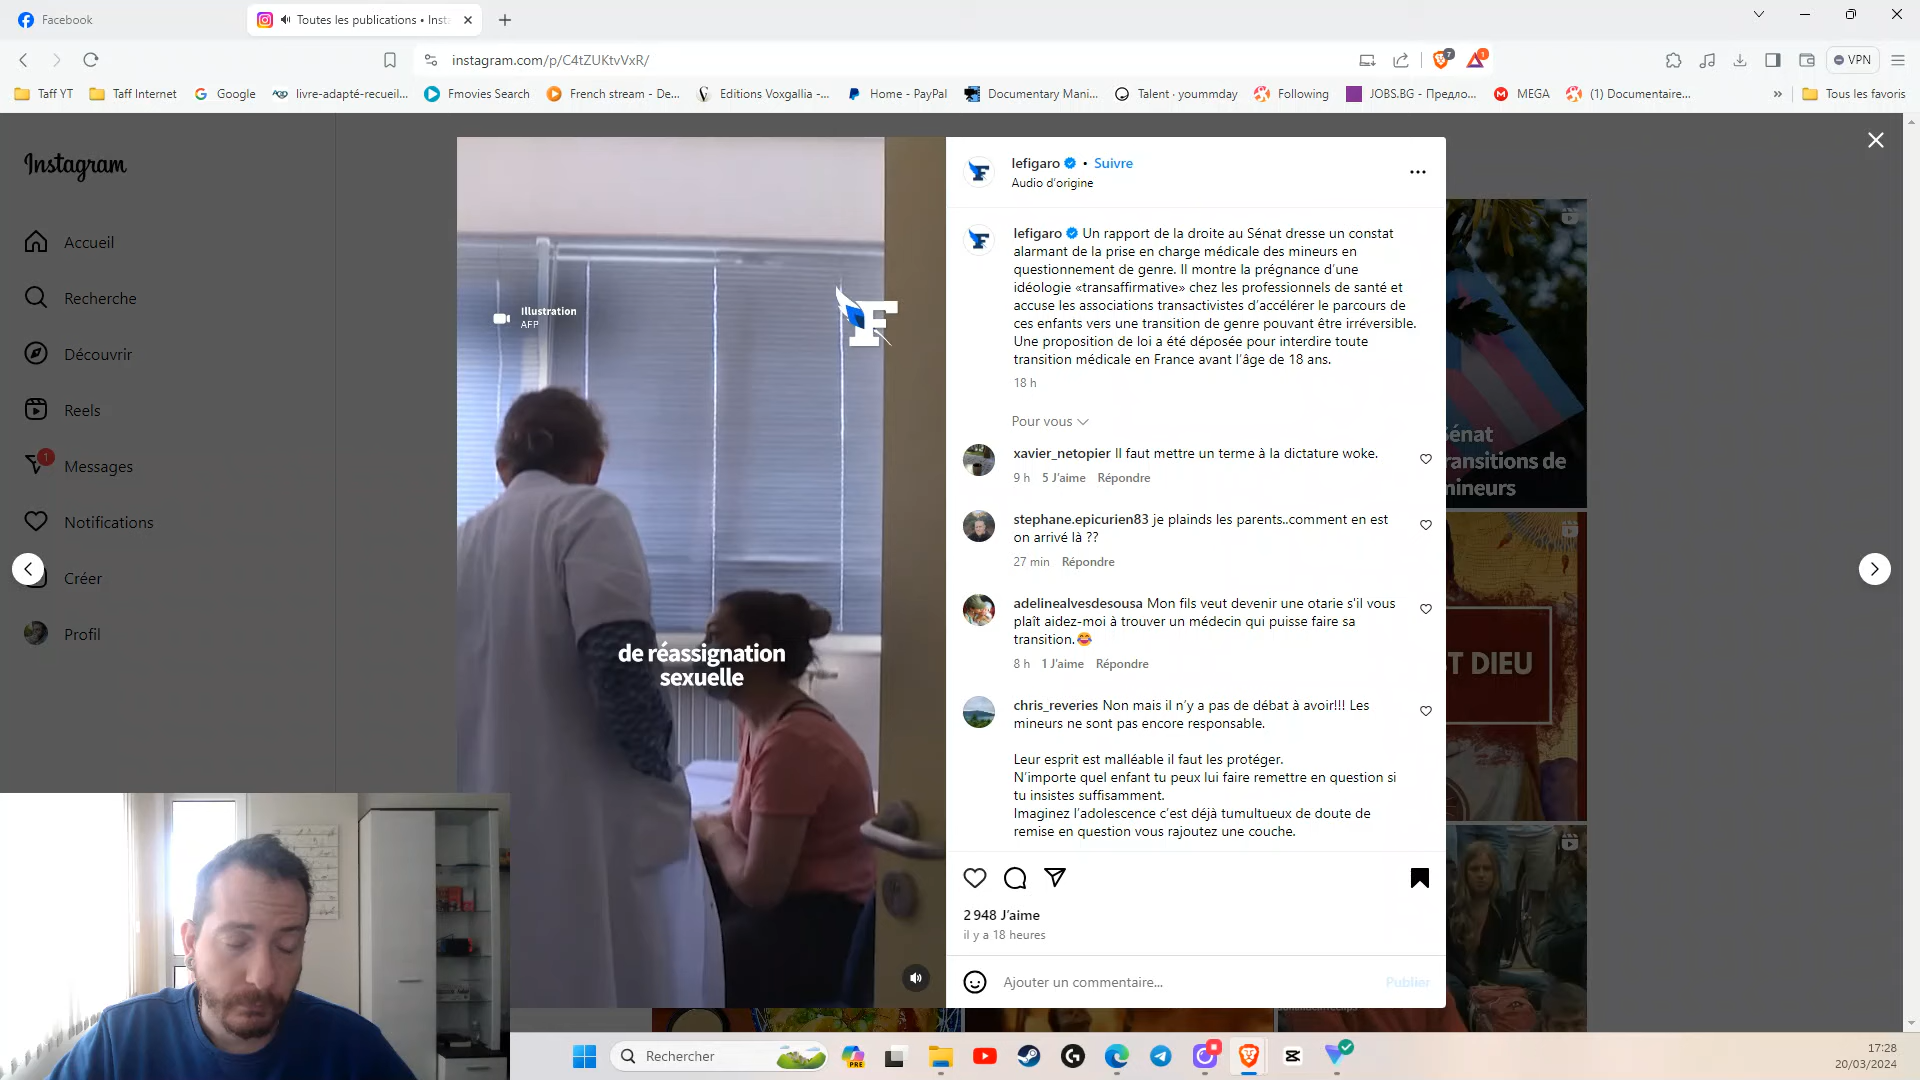 Facebook
Toutes les publications • Inst
instagram.com/p/C4tZUKtvVxR/
7
1
VPN
Taff YT
Taff Internet
Google
livre-adapté-recueil...
Fmovies Search
French stream - De...
Editions Voxgallia -...
Home - PayPal
Documentary Mani...
Talent · yoummday
Following
JOBS.BG - Предло...
MEGA
(1) Documentaire...
»
Tous les favoris
Instagram
Accueil
Recherche
Découvrir
Reels
1
Messages
Notifications
Créer
Profil
Illustration
AFP
F
de réassignation
sexuelle
lefigaro • Suivre
Audio d'origine
lefigaro Un rapport de la droite au Sénat dresse un constat
alarmant de la prise en charge médicale des mineurs en
questionnement de genre. Il montre la prégnance d'une
idéologie «transaffirmative» chez les professionnels de santé et
accuse les associations transactivistes d'accélérer le parcours de
ces enfants vers une transition de genre pouvant être irréversible.
Une proposition de loi a été déposée pour interdire toute
transition médicale en France avant l'âge de 18 ans.
18 h
Pour vous
xavier_netopier Il faut mettre un terme à la dictature woke.
9 h 5 J'aime Répondre
stephane.epicurien83 je plainds les parents..comment en est
on arrivé là ??
27 min Répondre
adelinealvesdesousa Mon fils veut devenir une otarie s'il vous
plaît aidez-moi à trouver un médecin qui puisse faire sa
transition.😂
8 h 1 J'aime Répondre
chris_reveries Non mais il n'y a pas de débat à avoir!!! Les
mineurs ne sont pas encore responsable.
Leur esprit est malléable il faut les protéger.
N'importe quel enfant tu peux lui faire remettre en question si
tu insistes suffisamment.
Imaginez l'adolescence c'est déjà tumultueux de doute de
remise en question vous rajoutez une couche.
2 948 J'aime
il y a 18 heures
Ajouter un commentaire...
Publier
Sénat
ransitions de
mineurs
ST DIEU
Rechercher
PRE
17:28
20/03/2024